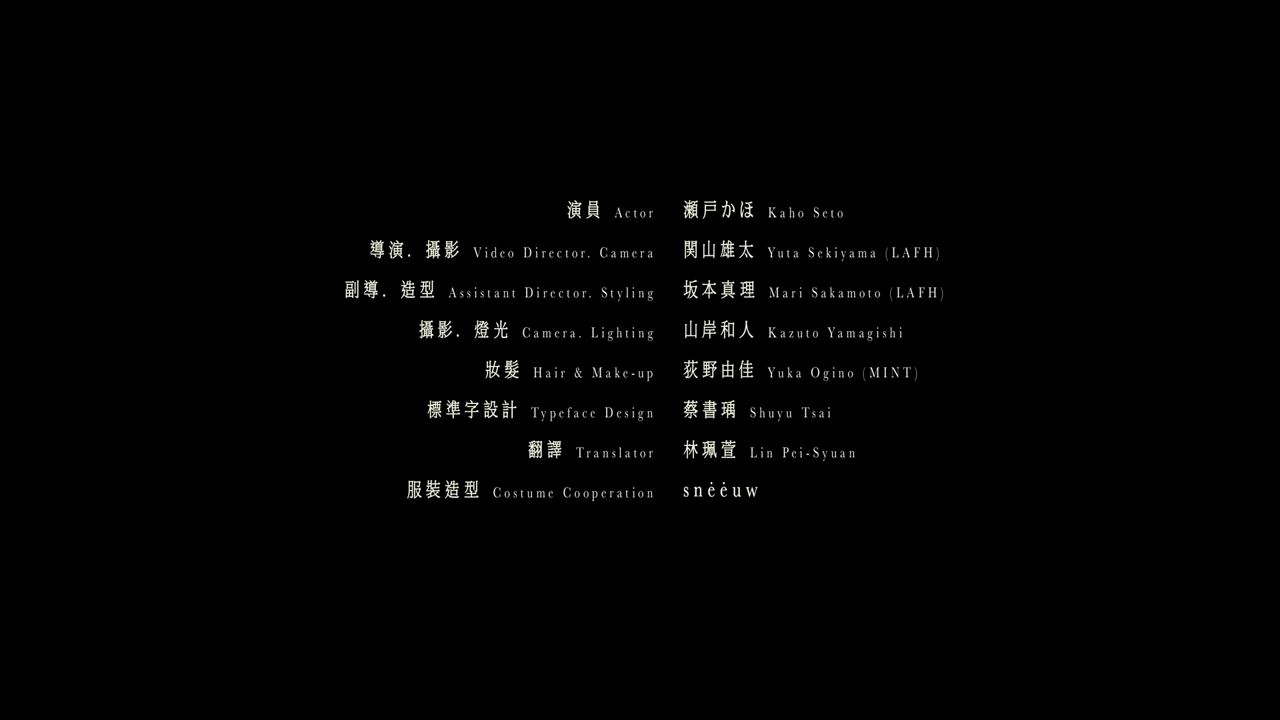 演員 Actor 瀬戸かほ Kaho Seto
導演. 攝影 Video Director. Camera 関山雄太 Yuta Sekiyama (LAFH)
副導. 造型 Assistant Director. Styling 坂本真理 Mari Sakamoto (LAFH)
攝影. 燈光 Camera. Lighting 山岸和人 Kazuto Yamagishi
妝髮 Hair & Make-up 荻野由佳 Yuka Ogino (MINT)
標準字設計 Typeface Design 蔡書瑀 Shuyu Tsai
翻譯 Translator 林珮萱 Lin Pei-Syuan
服裝造型 Costume Cooperation snėėuw